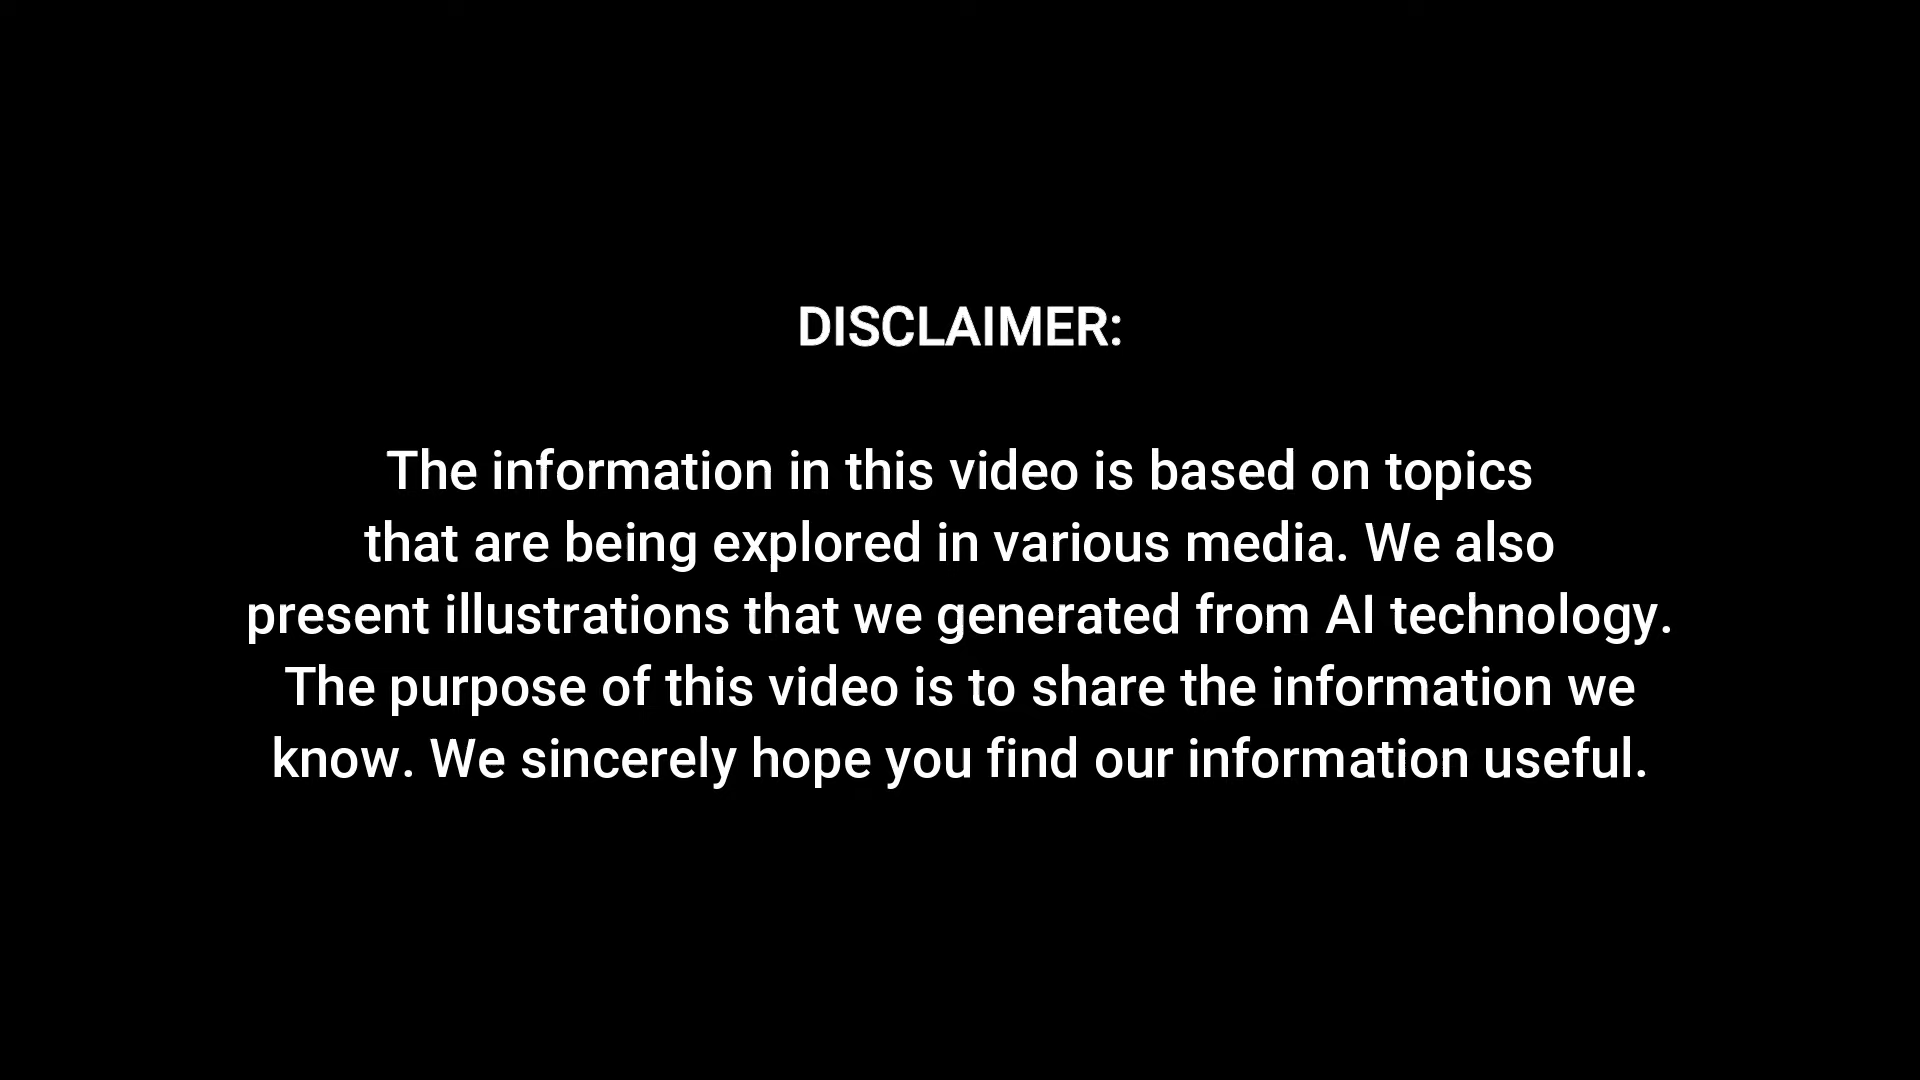 DISCLAIMER:
The information in this video is based on topics
that are being explored in various media. We also
present illustrations that we generated from AI technology.
The purpose of this video is to share the information we
know. We sincerely hope you find our information useful.